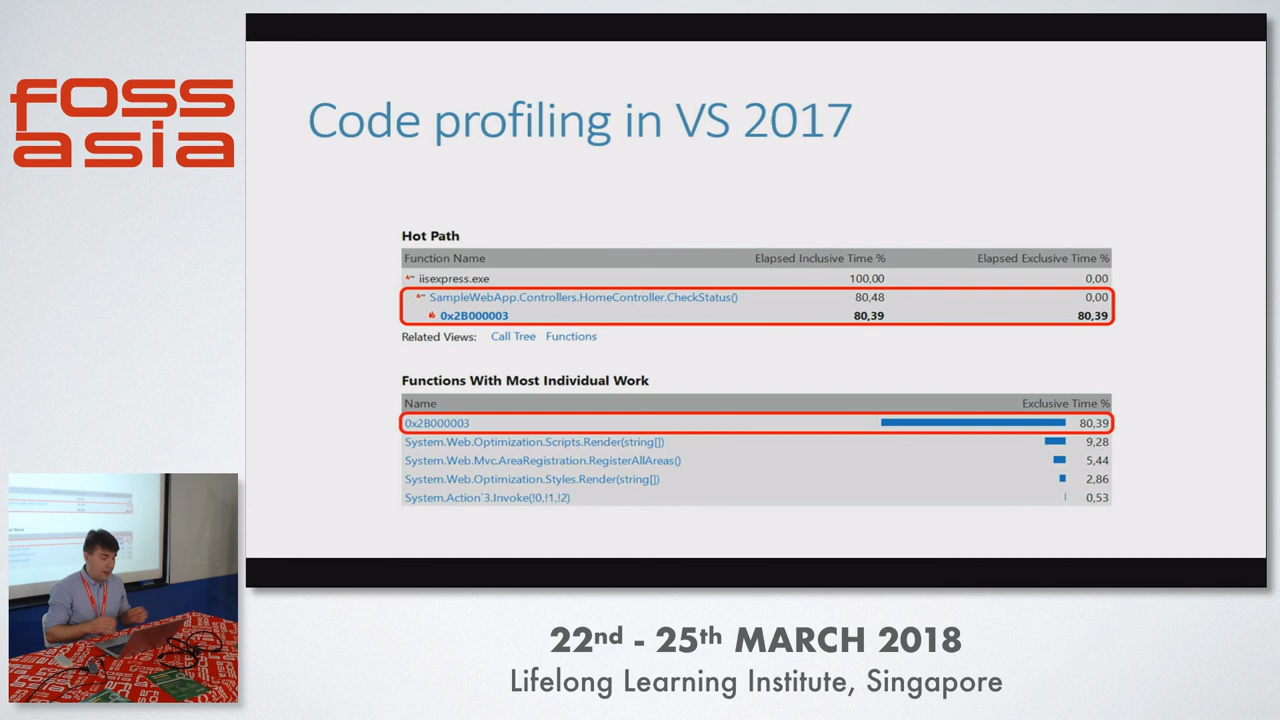 foss
asia
Code profiling in VS 2017
Hot Path
Function Name Elapsed Inclusive Time % Elapsed Exclusive Time %
iisexpress.exe 100,00 0,00
SampleWebApp.Controllers.HomeController.CheckStatus() 80,48 0,00
0x2B000003 80,39 80,39
Related Views: Call Tree Functions
Functions With Most Individual Work
Name Exclusive Time %
0x2B000003 80,39
System.Web.Optimization.Scripts.Render(string[]) 9,28
System.Web.Mvc.AreaRegistration.RegisterAllAreas() 5,44
System.Web.Optimization.Styles.Render(string[]) 2,86
System.Action`3.Invoke(!0,!1,!2) 0,53
22nd - 25th MARCH 2018
Lifelong Learning Institute, Singapore